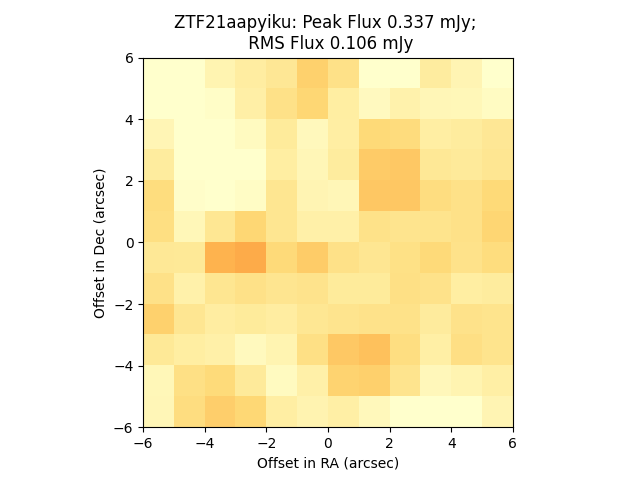 ZTF21aapyiku: Peak Flux 0.337 mJy;
RMS Flux 0.106 mJy
6
4
2
0
−2
−4
−6
Offset in Dec (arcsec)
−6 −4 −2 0 2 4 6
Offset in RA (arcsec)